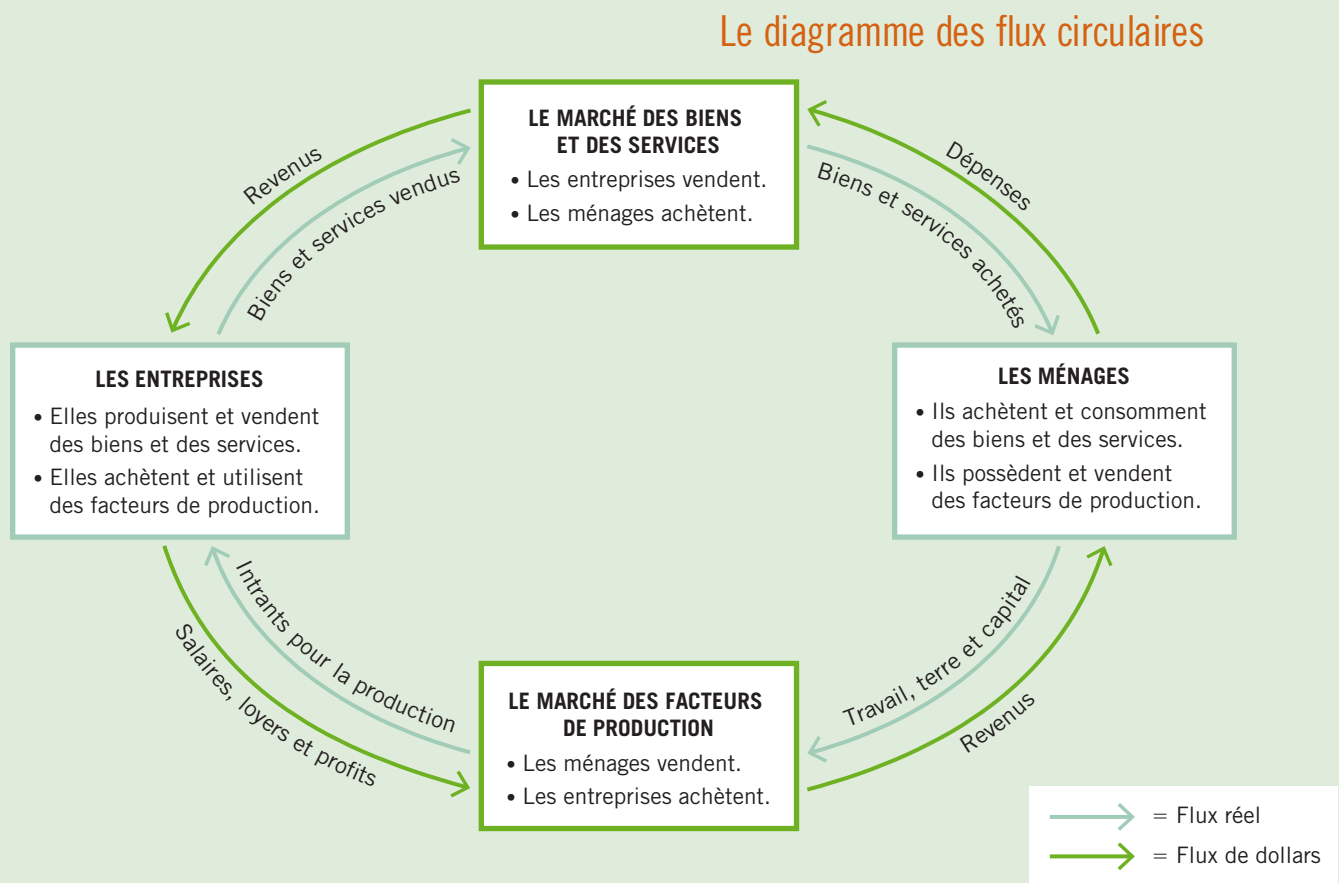 Le diagramme des flux circulaires
LE MARCHÉ DES BIENS
ET DES SERVICES
• Les entreprises vendent.
• Les ménages achètent.
Revenus
Biens et services vendus
Dépenses
Biens et services achetés
LES ENTREPRISES
• Elles produisent et vendent
des biens et des services.
• Elles achètent et utilisent
des facteurs de production.
LES MÉNAGES
• Ils achètent et consomment
des biens et des services.
• Ils possèdent et vendent
des facteurs de production.
Intrants pour la production
Salaires, loyers et profits
LE MARCHÉ DES FACTEURS
DE PRODUCTION
• Les ménages vendent.
• Les entreprises achètent.
Travail, terre et capital
Revenus
= Flux réel
= Flux de dollars